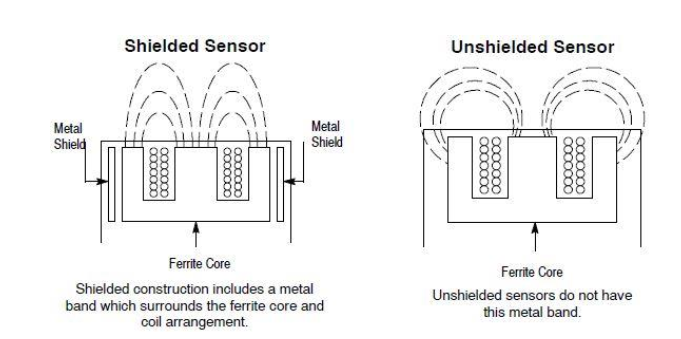 Shielded Sensor
Metal
Shield
Metal
Shield
Ferrite Core
Shielded construction includes a metal
band which surrounds the ferrite core and
coil arrangement.
Unshielded Sensor
Ferrite Core
Unshielded sensors do not have
this metal band.